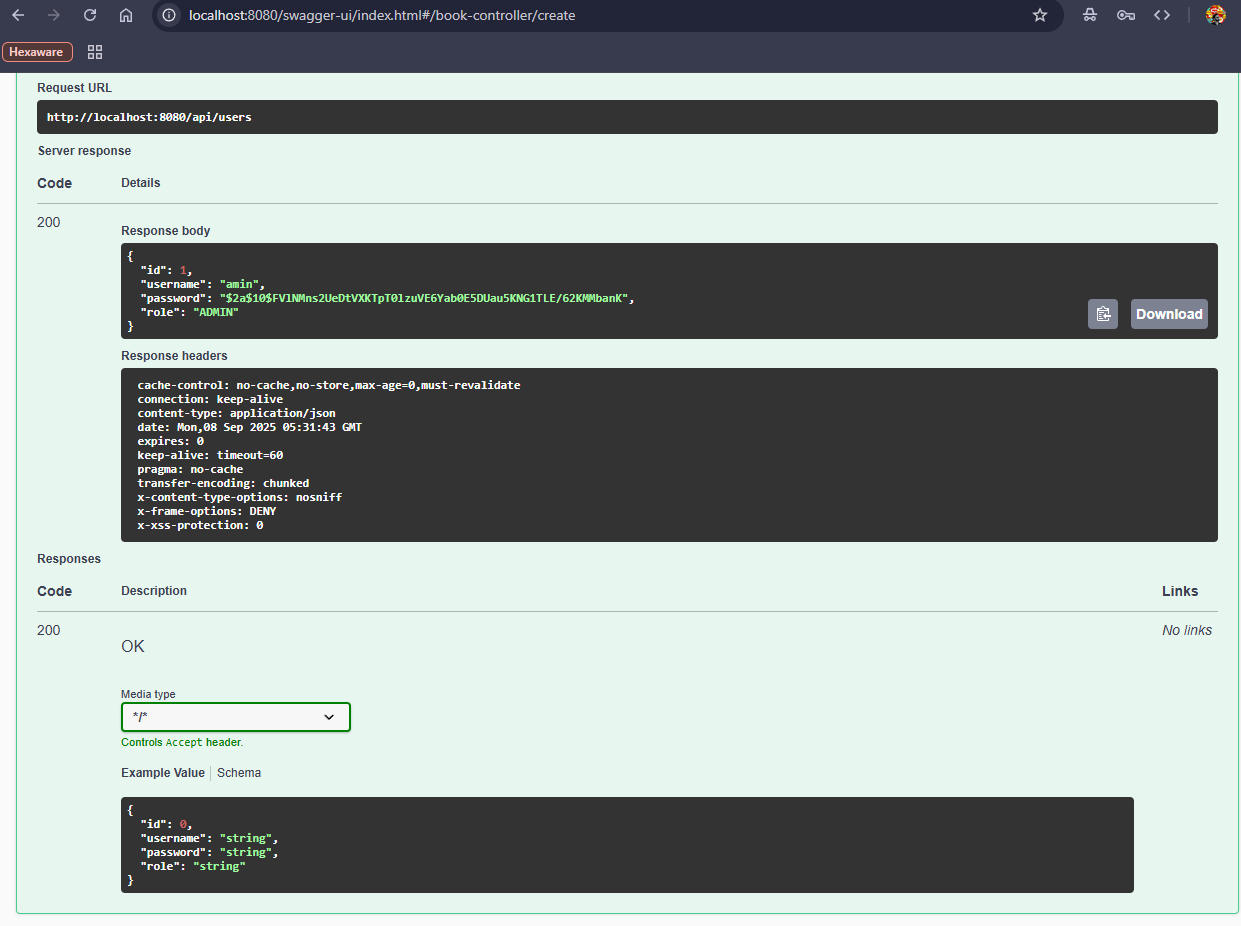 localhost:8080/swagger-ui/index.html#/book-controller/create
Hexaware
Request URL
http://localhost:8080/api/users
Server response
Code Details
200
Response body
{
"id": 1,
"username": "amin",
"password": "$2a$10$FVlNMns2UeDtVXKTpT0lzuVE6Yab0E5DUau5KNG1TLE/62KMMbanK",
"role": "ADMIN"
}
Download
Response headers
cache-control: no-cache,no-store,max-age=0,must-revalidate
connection: keep-alive
content-type: application/json
date: Mon,08 Sep 2025 05:31:43 GMT
expires: 0
keep-alive: timeout=60
pragma: no-cache
transfer-encoding: chunked
x-content-type-options: nosniff
x-frame-options: DENY
x-xss-protection: 0
Responses
Code Description Links
200 No links
OK
Media type
*/*
Controls Accept header.
Example Value Schema
{
"id": 0,
"username": "string",
"password": "string",
"role": "string"
}